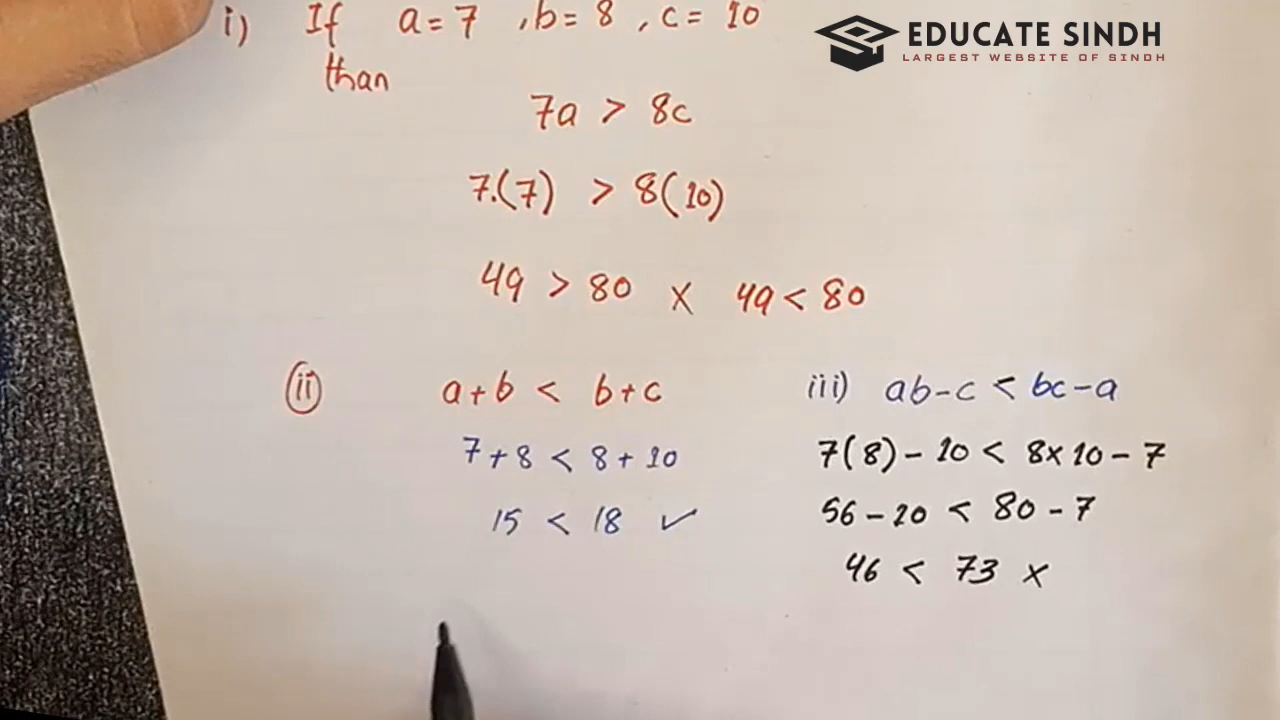 i) If a = 7 , b = 8 , c = 10
than
EDUCATE SINDH
LARGEST WEBSITE OF SINDH
7a > 8c
7.(7) > 8(10)
49 > 80 x 49 < 80
ii a + b < b + c
7 + 8 < 8 + 10
15 < 18 ✓
iii) ab - c < bc - a
7(8) - 10 < 8x10 - 7
56 - 10 < 80 - 7
46 < 73 x